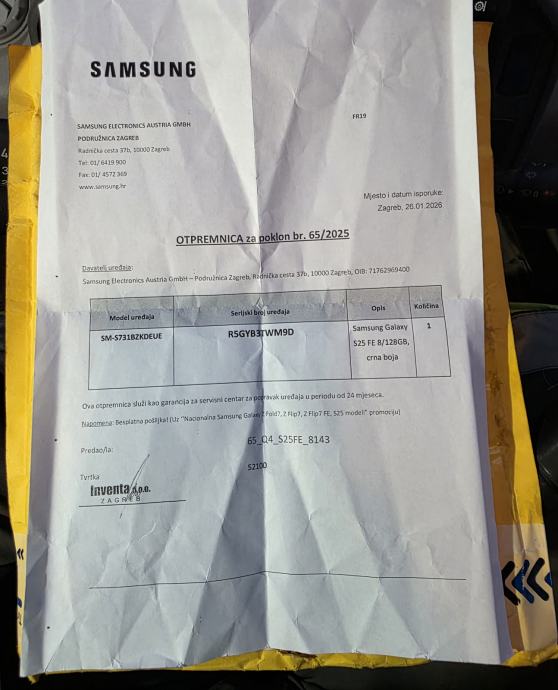 SAMSUNG
FR19
SAMSUNG ELECTRONICS AUSTRIA GMBH
PODRUŽNICA ZAGREB
Radnička cesta 37b, 10000 Zagreb
Tel: 01/ 6419 900
Fax: 01/ 4572 369
www.samsung.hr
Mjesto i datum isporuke:
Zagreb, 26.01.2026.
OTPREMNICA za poklon br. 65/2025
Davatelj uređaja:
Samsung Electronics Austria GmbH – Podružnica Zagreb, Radnička cesta 37b, 10000 Zagreb, OIB: 71762969400
Model uređaja Serijski broj uređaja Opis Količina
SM-S731BZKDEUE R5GYB3TWM9D Samsung Galaxy 1
S25 FE 8/128GB,
crna boja
Ova otpremnica služi kao garancija za servisni centar za popravak uređaja u periodu od 24 mjeseca.
Napomena: Besplatna pošiljka! (Uz "Nacionalna Samsung Galaxy Z Fold7, Z Flip7, Z Flip7 FE, S25 modeli" promociju)
65_Q4_S25FE_8143
Predao/la:
S2100
Tvrtka
Inventa d.o.o.
ZAGREB